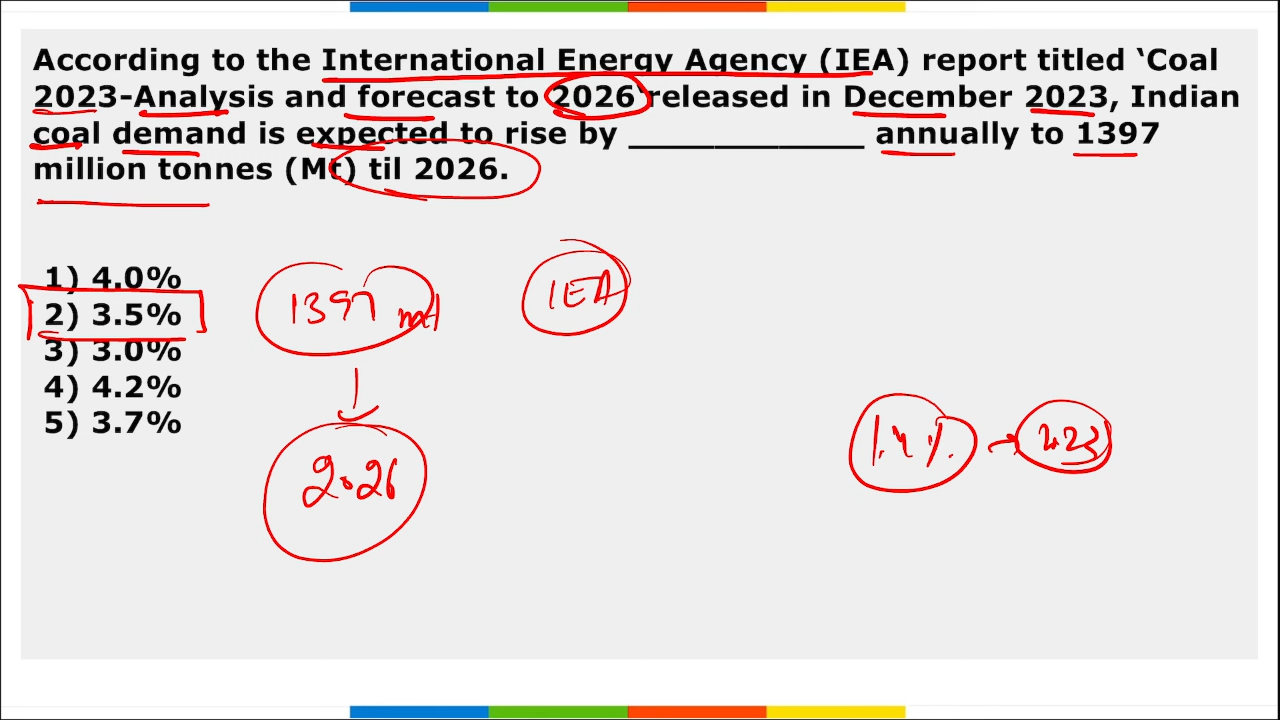 According to the International Energy Agency (IEA) report titled ‘Coal
2023-Analysis and forecast to 2026‘released in December 2023, Indian
coal demand is expected to rise by ______________ annually to 1397
million tonnes (Mt) til 2026.
1) 4.0%
2) 3.5%
3) 3.0%
4) 4.2%
5) 3.7%
1397 mt
IEA
2026
1.4%
2023